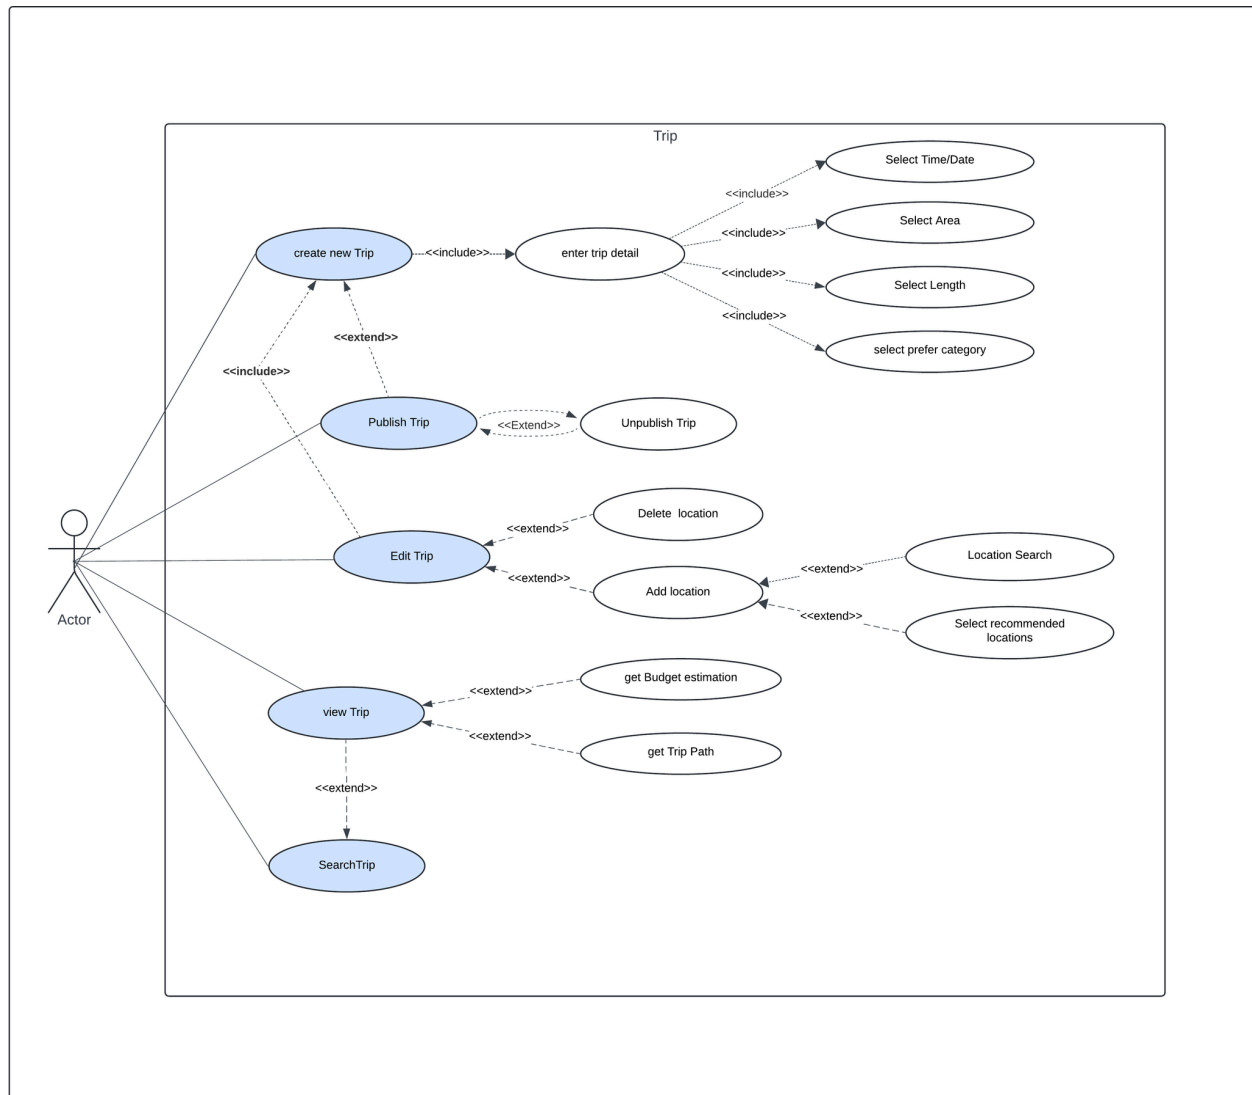 Trip
Select Time/Date
<<include>>
Select Area
<<include>>
create new Trip
<<include>>
enter trip detail
<<include>>
Select Length
<<include>>
<<extend>>
select prefer category
<<include>>
Publish Trip
<<Extend>>
Unpublish Trip
Delete location
<<extend>>
Edit Trip
Location Search
<<extend>>
<<extend>>
Add location
<<extend>>
Select recommended
locations
Actor
get Budget estimation
<<extend>>
view Trip
<<extend>>
get Trip Path
<<extend>>
SearchTrip